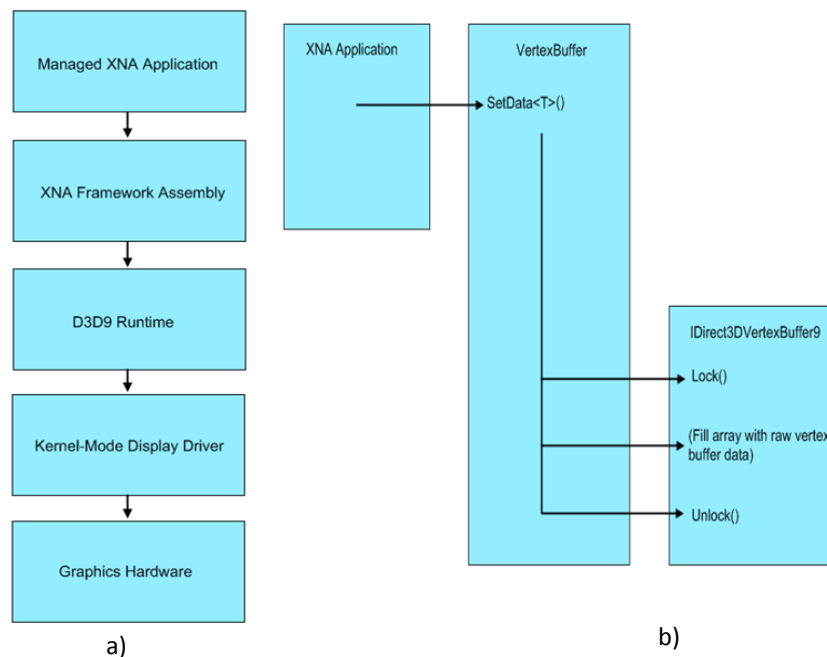 Managed XNA Application
XNA Framework Assembly
D3D9 Runtime
Kernel-Mode Display Driver
Graphics Hardware
a)
XNA Application
VertexBuffer
SetData<T>()
IDirect3DVertexBuffer9
Lock()
(Fill array with raw vertex
buffer data)
Unlock()
b)